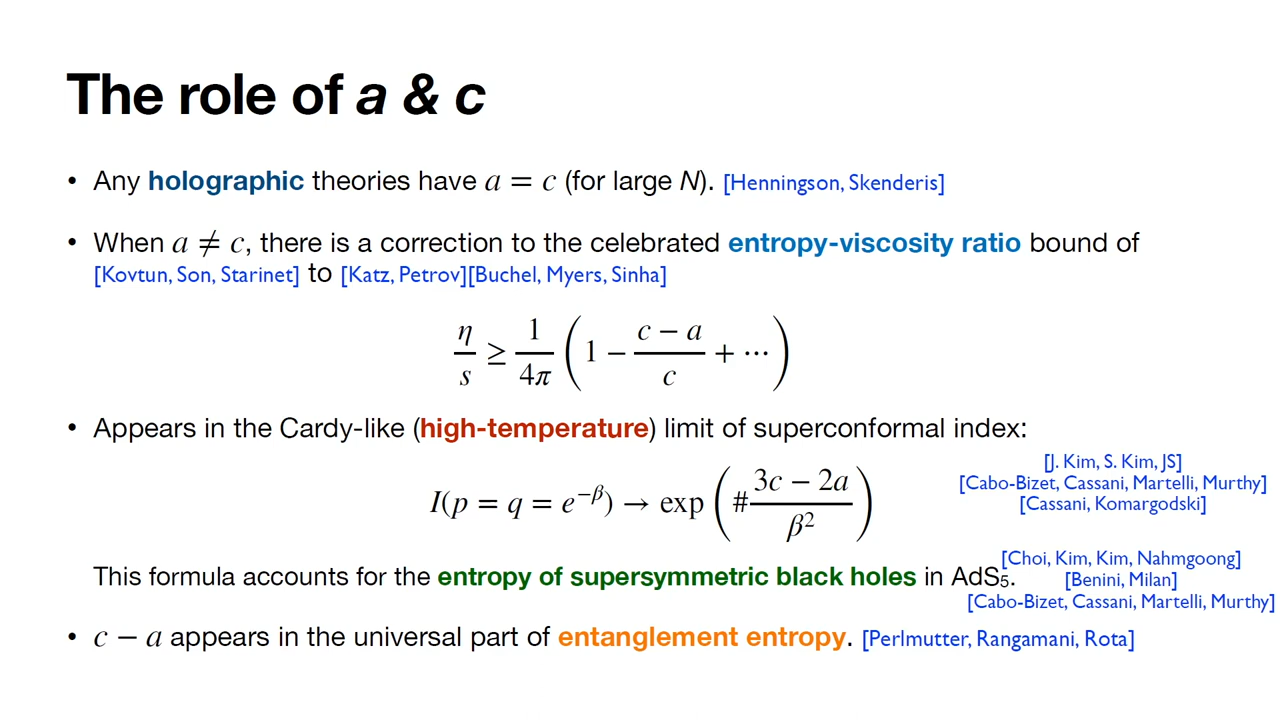 The role of a & c
• Any holographic theories have a = c (for large N). [Henningson, Skenderis]
• When a ≠ c, there is a correction to the celebrated entropy-viscosity ratio bound of
[Kovtun, Son, Starinet] to [Katz, Petrov][Buchel, Myers, Sinha]
η/s ≥ 1/4π (1 − (c − a)/c + ⋯)
• Appears in the Cardy-like (high-temperature) limit of superconformal index:
[J. Kim, S. Kim, JS]
[Cabo-Bizet, Cassani, Martelli, Murthy]
[Cassani, Komargodski]
I(p = q = e^{−β}) → exp (# (3c − 2a)/β²)
[Choi, Kim, Kim, Nahmgoong]
This formula accounts for the entropy of supersymmetric black holes in AdS₅.
[Benini, Milan]
[Cabo-Bizet, Cassani, Martelli, Murthy]
• c − a appears in the universal part of entanglement entropy. [Perlmutter, Rangamani, Rota]